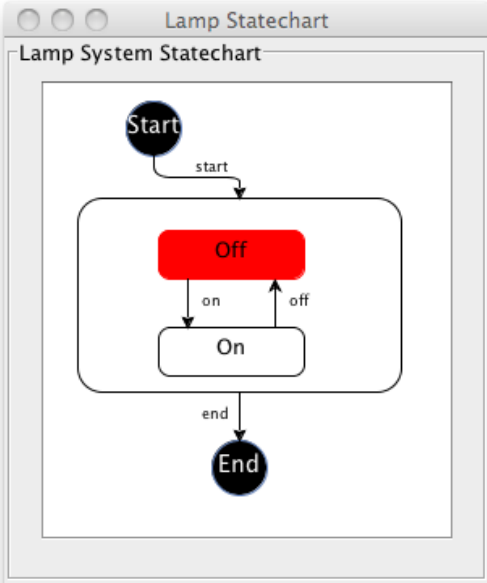 Lamp Statechart
Lamp System Statechart
Start
start
Off
on
off
On
end
End